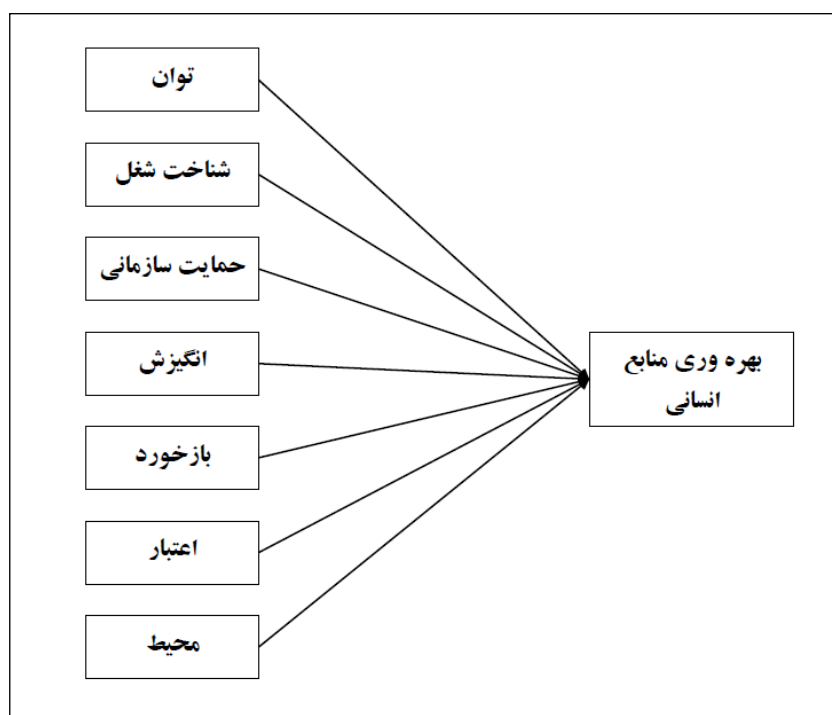 توان
شناخت شغل
حمایت سازمانی
انگیزش
بازخورد
اعتبار
محیط
بهره وری منابع
انسانی